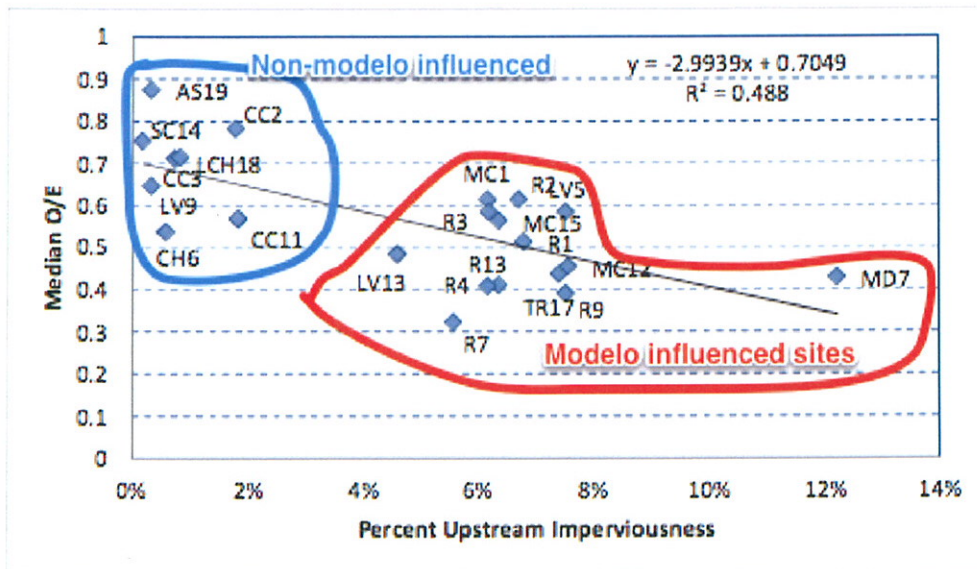 1
0.9
0.8
0.7
0.6
0.5
0.4
0.3
0.2
0.1
0
Median O/E
Non-modelo influenced
y = -2.9939x + 0.7049
R² = 0.488
AS19
CC2
SC14
LCH18
CC3
LV9
CC11
CH6
MC1
R2
LV5
R3
MC15
R1
LV13
R13
MC12
R4
TR17
R9
R7
MD7
Modelo influenced sites
0%
2%
4%
6%
8%
10%
12%
14%
Percent Upstream Imperviousness